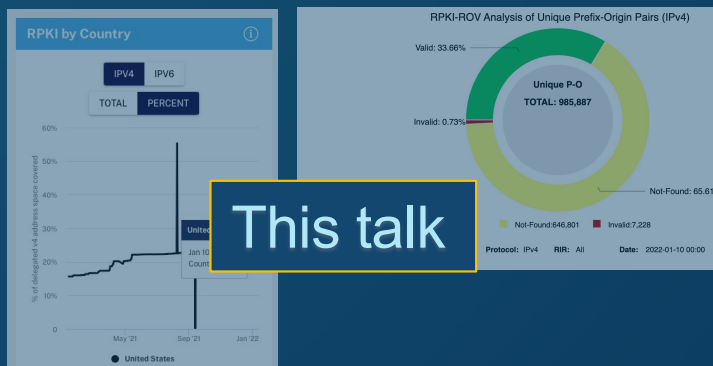 RPKI by Country
IPV4 IPV6
TOTAL PERCENT
% of delegated v4 address space covered
60%
50%
40%
30%
20%
10%
0
United
Jan 10
Count
May '21 Sep '21 Jan '22
United States
This talk
RPKI-ROV Analysis of Unique Prefix-Origin Pairs (IPv4)
Valid: 33.66%
Unique P-O
TOTAL: 985,887
Invalid: 0.73%
Not-Found: 65.61
Not-Found:646,801 Invalid:7,228
Protocol: IPv4 RIR: All Date: 2022-01-10 00:00